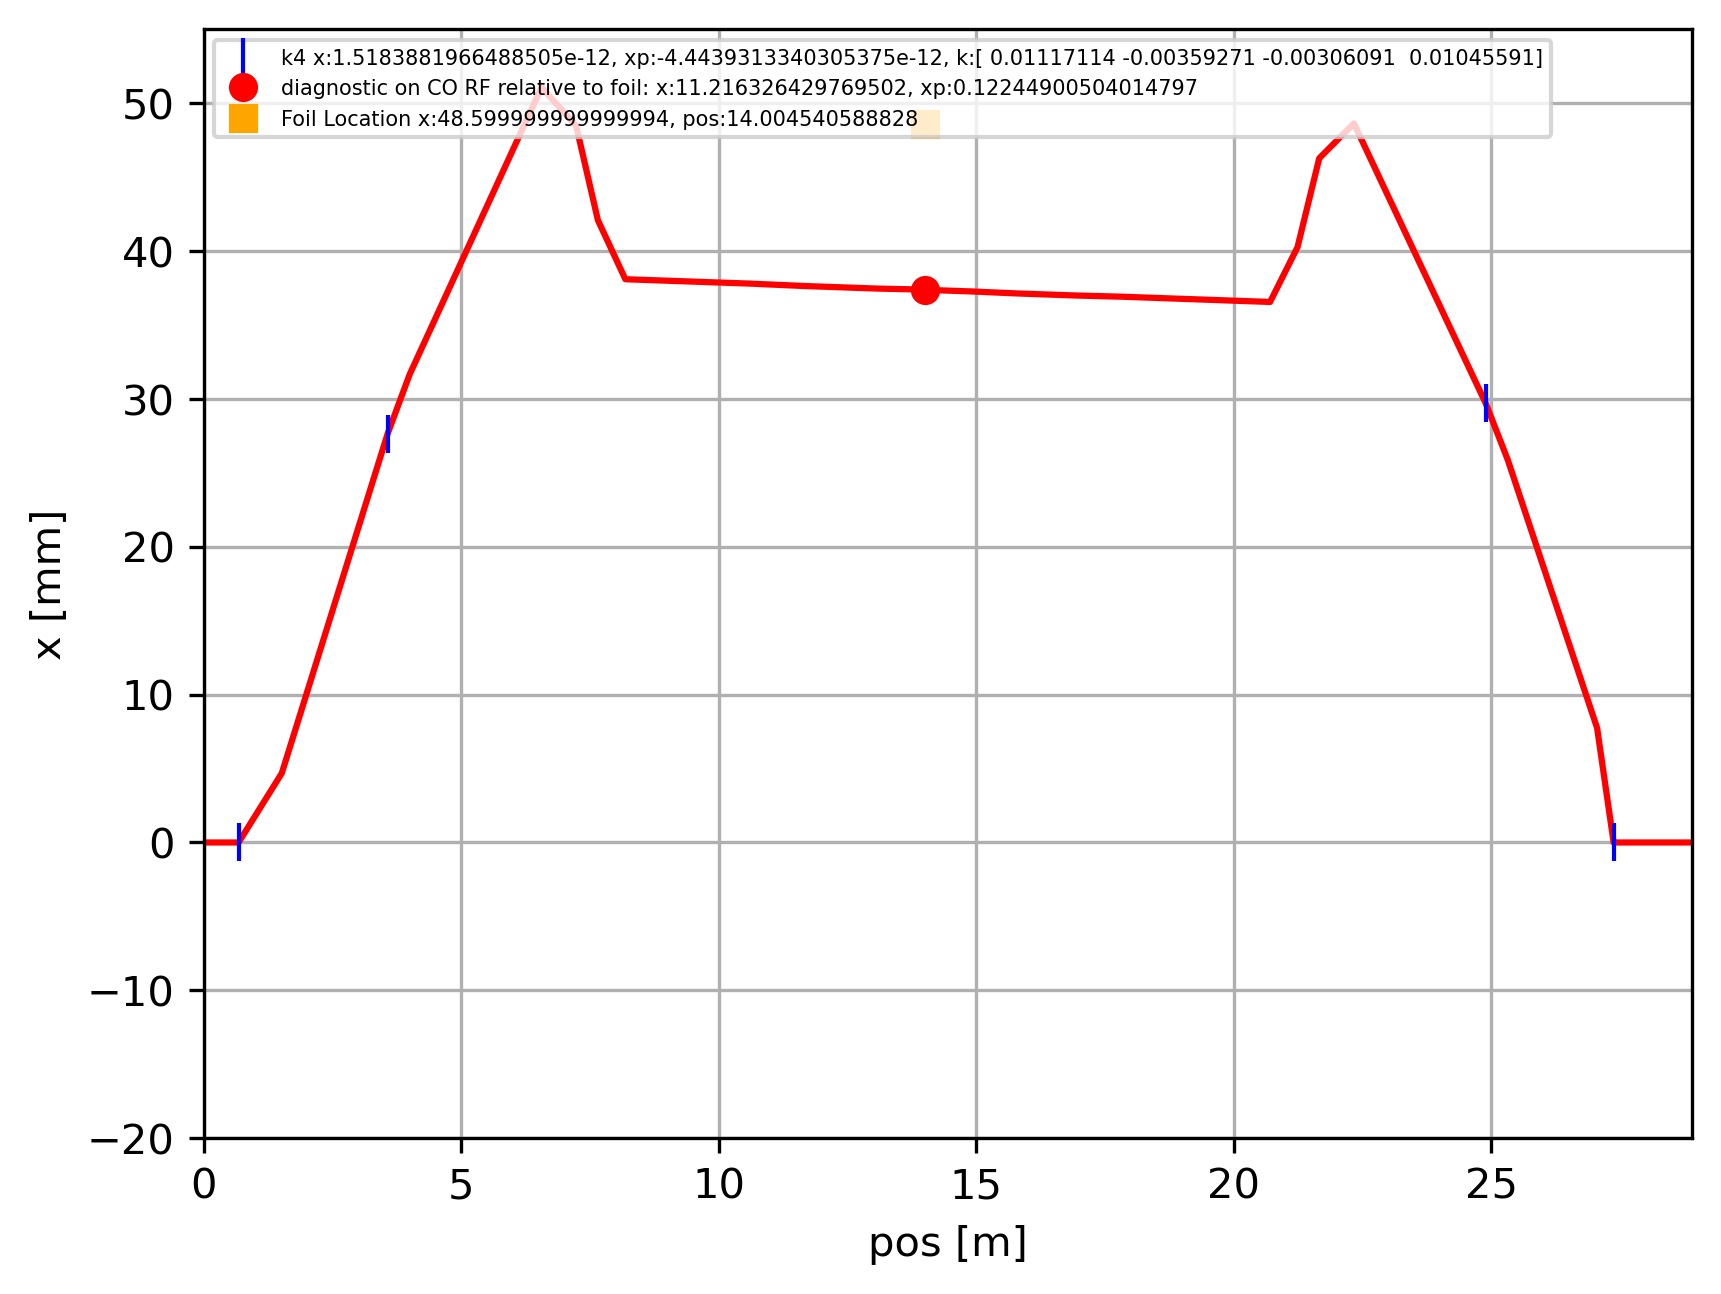 k4 x:1.5183881966488505e-12, xp:-4.4439313340305375e-12, k:[ 0.01117114 -0.00359271 -0.00306091  0.01045591]
diagnostic on CO RF relative to foil: x:11.216326429769502, xp:0.12244900504014797
Foil Location x:48.599999999999994, pos:14.004540588828
50
40
30
20
10
0
−10
−20
x [mm]
0 5 10 15 20 25
pos [m]